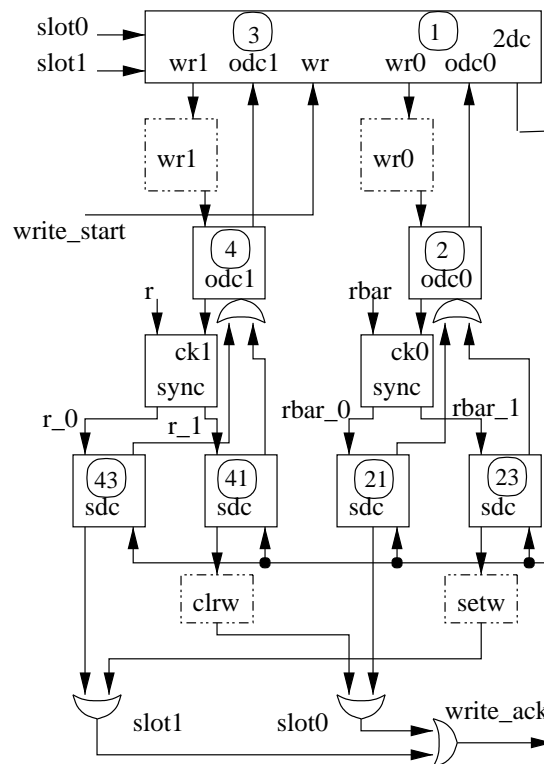 slot0 3 1 2dc
slot1 wr1 odc1 wr wr0 odc0
wr1 wr0
write_start 4 2
odc1 odc0
r rbar
ck1 ck0
sync sync
r_0 r_1 rbar_0 rbar_1
43 41 21 23
sdc sdc sdc sdc
clrw setw
slot1 slot0 write_ack